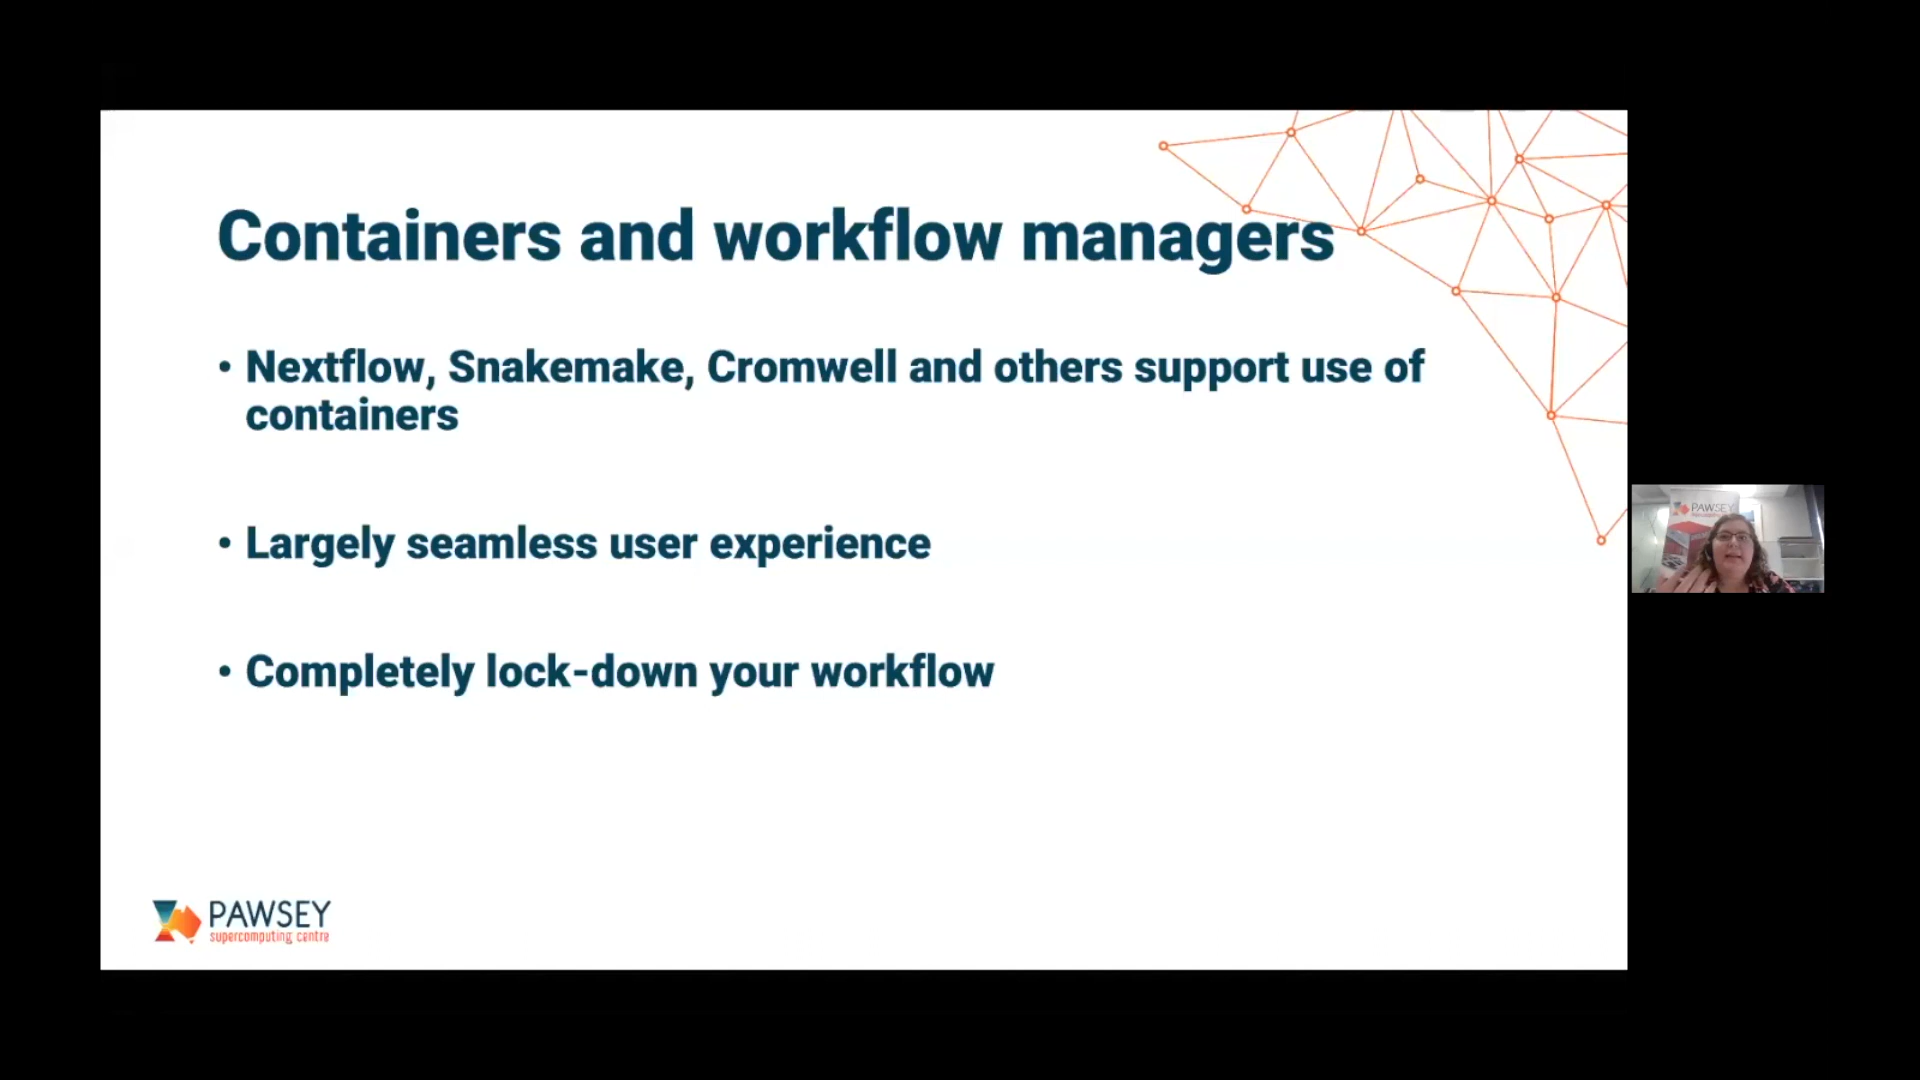 Containers and workflow managers
• Nextflow, Snakemake, Cromwell and others support use of
containers
• Largely seamless user experience
• Completely lock-down your workflow
PAWSEY
supercomputing centre
PAWSEY